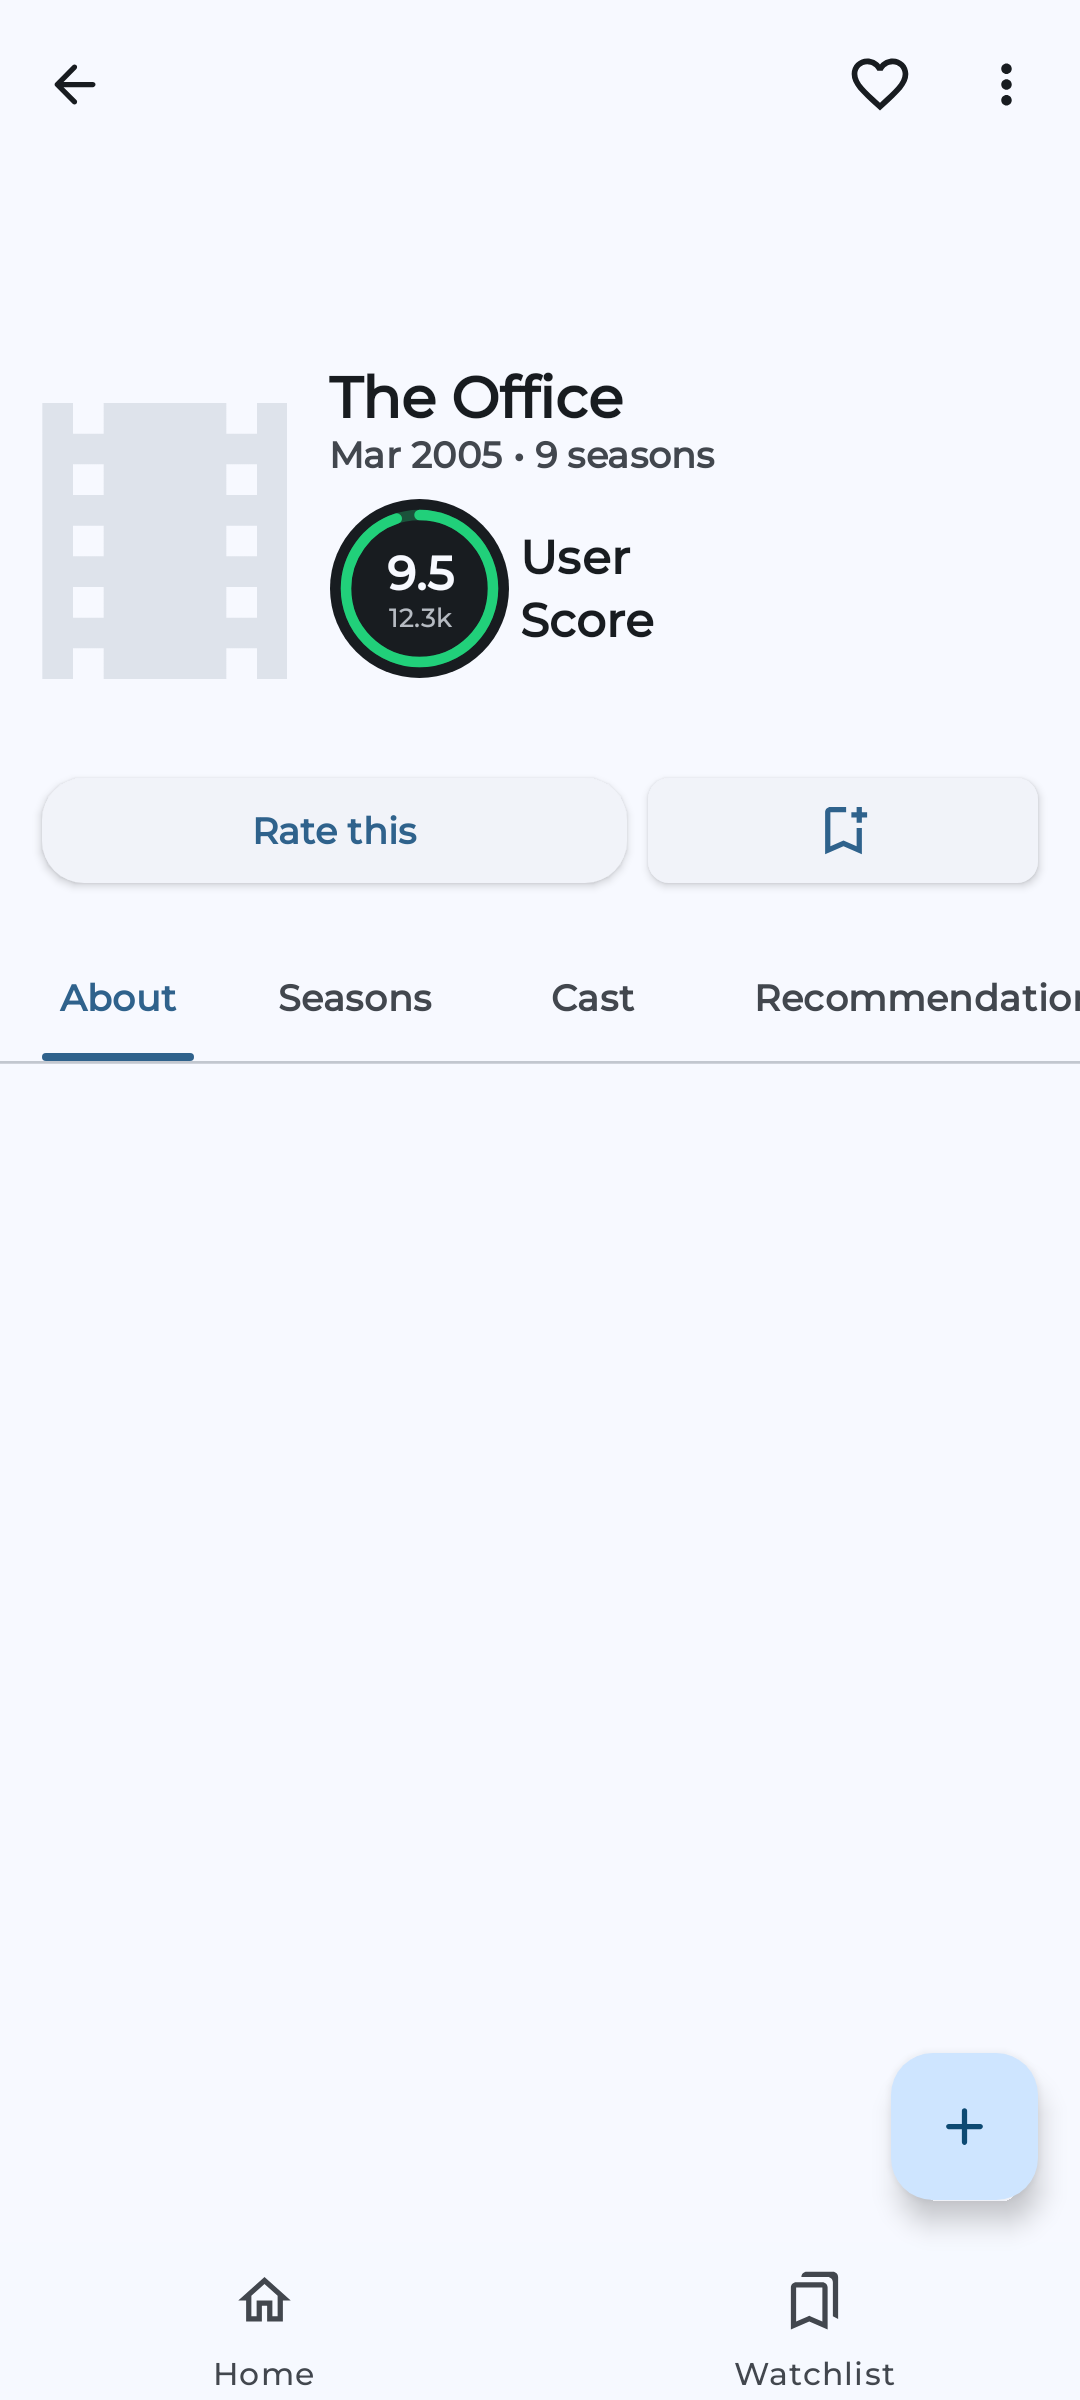 The Office
Mar 2005 • 9 seasons
9.5
12.3k
User
Score
Rate this
About
Seasons
Cast
Recommendation
Home
Watchlist